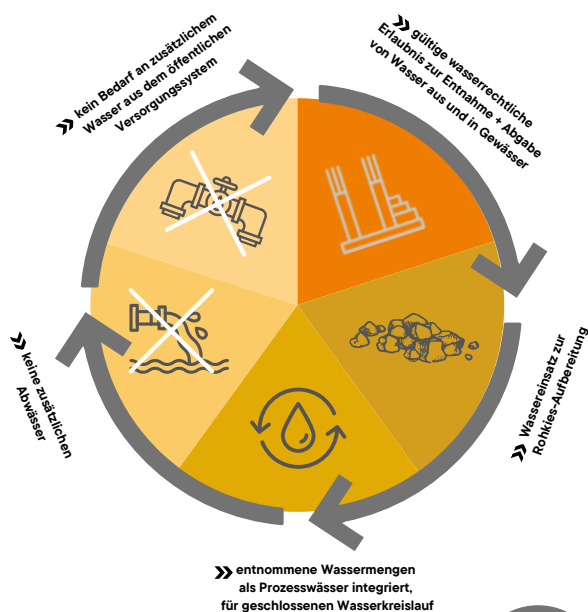 » gültige wasserrechtliche
Erlaubnis zur Entnahme + Abgabe
von Wasser aus und in Gewässer
» Wassereinsatz zur
Rohkies-Aufbereitung
» entnommene Wassermengen
als Prozesswässer integriert,
für geschlossenen Wasserkreislauf
» keine zusätzlichen
Abwässer
» kein Bedarf an zusätzlichem
Wasser aus dem öffentlichen
Versorgungssystem